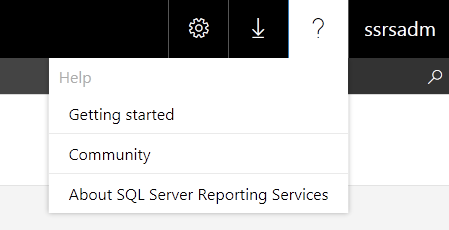 ?
ssrsadm
Help
Getting started
Community
About SQL Server Reporting Services